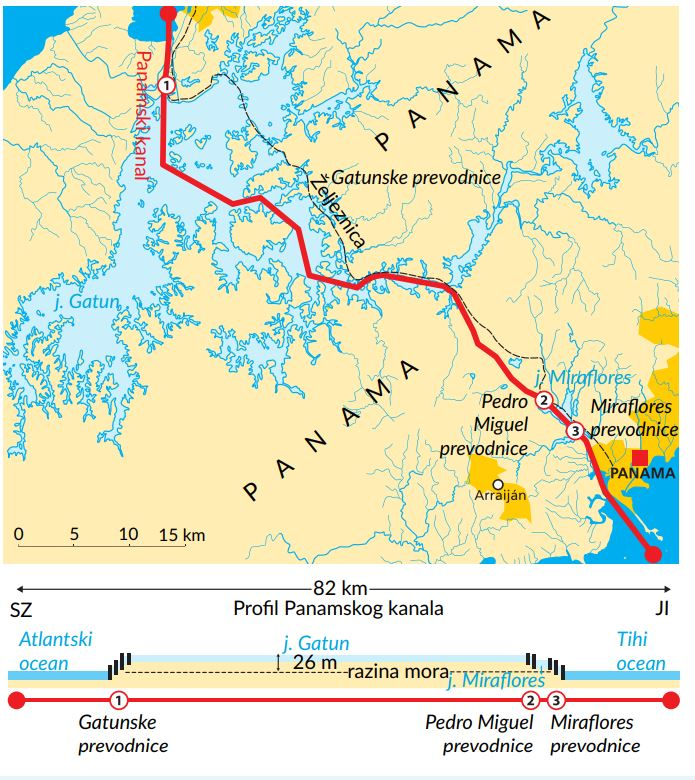 PANAMA
1
Panamski kanal
Gatunske prevodnice
Željeznica
j. Gatun
j. Miraflores
PANAMA
Pedro
Miguel
prevodnice
2
Miraflores
prevodnice
3
PANAMA
Arraiján
0 5 10 15 km
82 km
SZ
Profil Panamskog kanala
JI
Atlantski
ocean
j. Gatun
Tihi
ocean
26 m
razina mora
j. Miraflores
1
2
3
Gatunske
prevodnice
Pedro Miguel
prevodnice
Miraflores
prevodnice